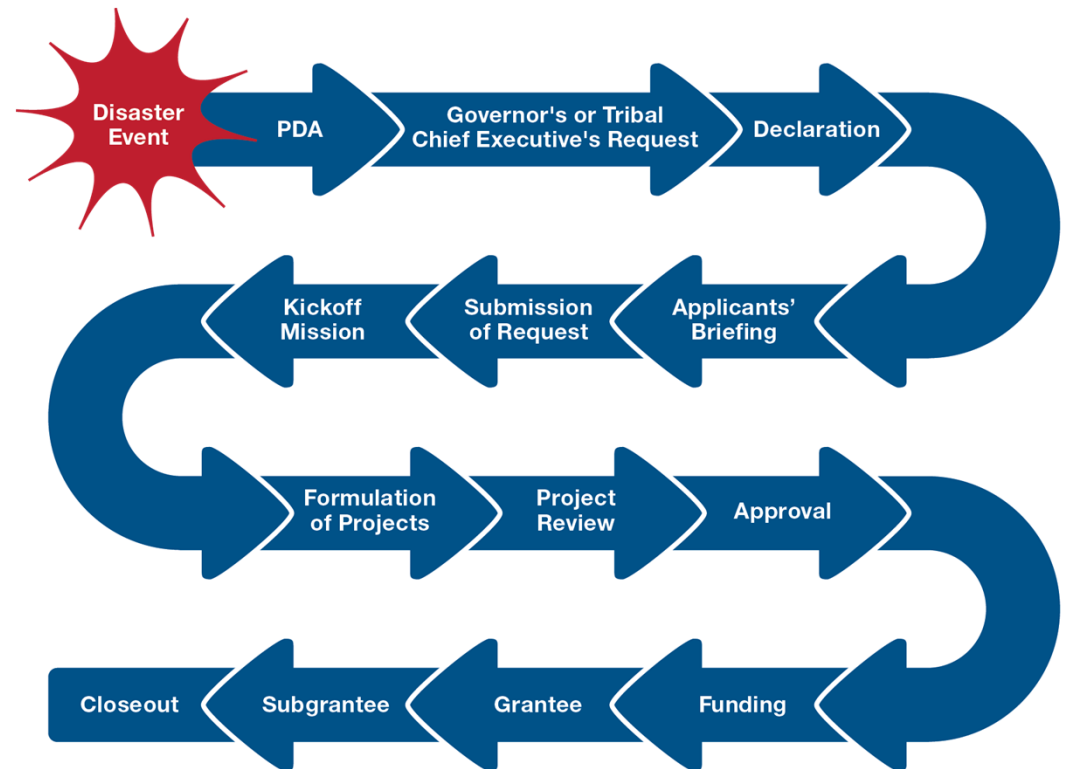 Disaster
Event
PDA
Governor's or Tribal
Chief Executive's Request
Declaration
Applicants’
Briefing
Submission
of Request
Kickoff
Mission
Formulation
of Projects
Project
Review
Approval
Funding
Grantee
Subgrantee
Closeout